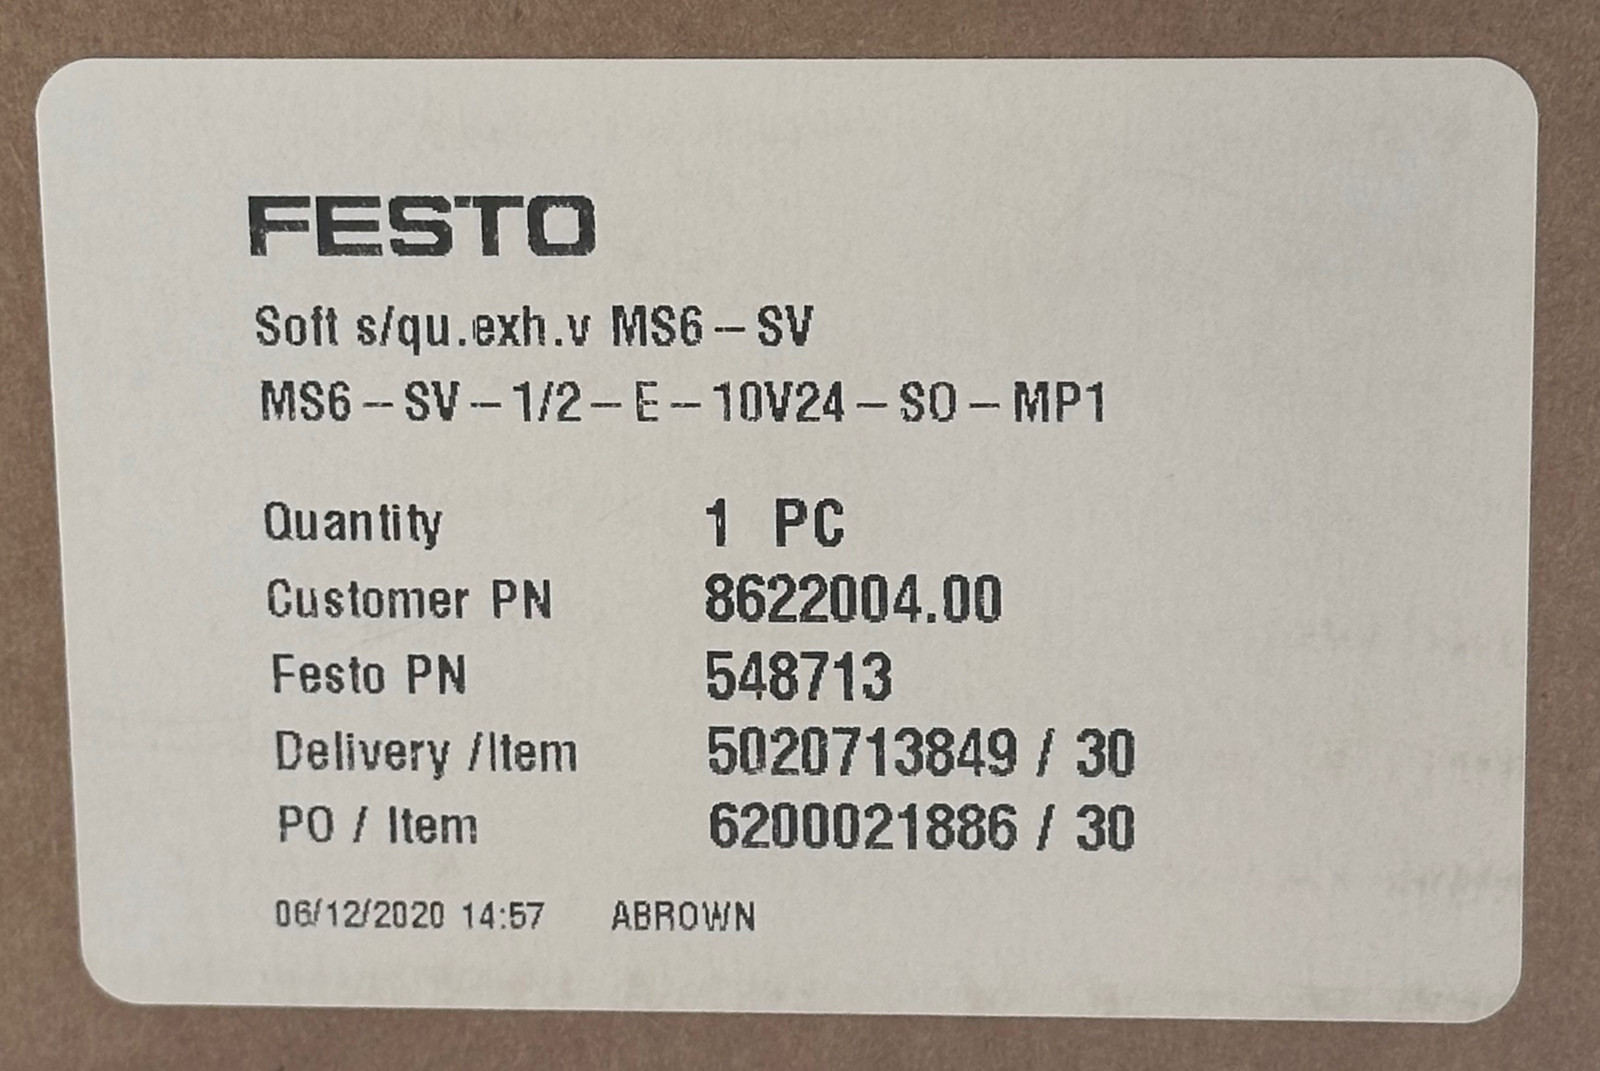 FESTO
Soft s/qu.exh.v MS6-SV
MS6-SV-1/2-E-10V24-SO-MP1
Quantity 1 PC
Customer PN 8622004.00
Festo PN 548713
Delivery /Item 5020713849 / 30
PO / Item 6200021886 / 30
06/12/2020 14:57 ABROWN